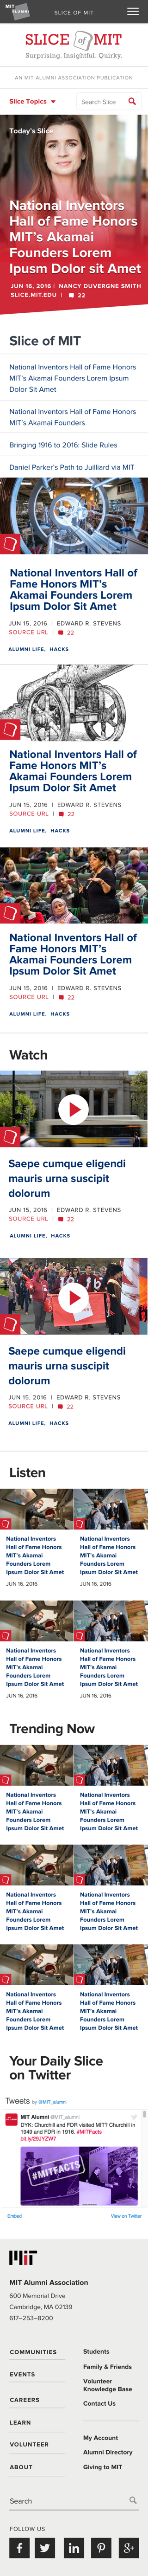 MIT ALUMNI
SLICE OF MIT
SLICE of MIT
Surprising. Insightful. Quirky.
AN MIT ALUMNI ASSOCIATION PUBLICATION
Slice Topics
Search Slice
Today's Slice
National Inventors
Hall of Fame Honors
MIT's Akamai
Founders Lorem
Ipusm Dolor sit Amet
JUN 16, 2016 | NANCY DUVERGNE SMITH
SLICE.MIT.EDU | 22
Slice of MIT
National Inventors Hall of Fame Honors
MIT's Akamai Founders Lorem Ipsum
Dolor Sit Amet
National Inventors Hall of Fame Honors
MIT's Akamai Founders
Bringing 1916 to 2016: Slide Rules
Daniel Parker's Path to Juilliard via MIT
National Inventors Hall of
Fame Honors MIT's
Akamai Founders Lorem
Ipsum Dolor Sit Amet
JUN 15, 2016 | EDWARD R. STEVENS
SOURCE URL | 22
ALUMNI LIFE, HACKS
National Inventors Hall of
Fame Honors MIT's
Akamai Founders Lorem
Ipsum Dolor Sit Amet
JUN 15, 2016 | EDWARD R. STEVENS
SOURCE URL | 22
ALUMNI LIFE, HACKS
National Inventors Hall of
Fame Honors MIT's
Akamai Founders Lorem
Ipsum Dolor Sit Amet
JUN 15, 2016 | EDWARD R. STEVENS
SOURCE URL | 22
ALUMNI LIFE, HACKS
Watch
Saepe cumque eligendi
mauris urna suscipit
dolorum
JUN 15, 2016 | EDWARD R. STEVENS
SOURCE URL | 22
ALUMNI LIFE, HACKS
Saepe cumque eligendi
mauris urna suscipit
dolorum
JUN 15, 2016 | EDWARD R. STEVENS
SOURCE URL | 22
ALUMNI LIFE, HACKS
Listen
National Inventors
Hall of Fame Honors
MIT's Akamai
Founders Lorem
Ipsum Dolor Sit Amet
JUN 16, 2016
National Inventors
Hall of Fame Honors
MIT's Akamai
Founders Lorem
Ipsum Dolor Sit Amet
JUN 16, 2016
National Inventors
Hall of Fame Honors
MIT's Akamai
Founders Lorem
Ipsum Dolor Sit Amet
JUN 16, 2016
National Inventors
Hall of Fame Honors
MIT's Akamai
Founders Lorem
Ipsum Dolor Sit Amet
JUN 16, 2016
Trending Now
National Inventors
Hall of Fame Honors
MIT's Akamai
Founders Lorem
Ipsum Dolor Sit Amet
National Inventors
Hall of Fame Honors
MIT's Akamai
Founders Lorem
Ipsum Dolor Sit Amet
National Inventors
Hall of Fame Honors
MIT's Akamai
Founders Lorem
Ipsum Dolor Sit Amet
National Inventors
Hall of Fame Honors
MIT's Akamai
Founders Lorem
Ipsum Dolor Sit Amet
National Inventors
Hall of Fame Honors
MIT's Akamai
Founders Lorem
Ipsum Dolor Sit Amet
National Inventors
Hall of Fame Honors
MIT's Akamai
Founders Lorem
Ipsum Dolor Sit Amet
Your Daily Slice
on Twitter
Tweets by @MIT_alumni
MIT Alumni @MIT_alumni
DYK: Churchill and FDR visited MIT? Churchill in
1949 and FDR in 1918. #MITFacts
bit.ly/29JYZW7
#MITFACTS
Embed
View on Twitter
MIT
MIT Alumni Association
600 Memorial Drive
Cambridge, MA 02139
617–253–8200
COMMUNITIES
EVENTS
CAREERS
LEARN
VOLUNTEER
ABOUT
Students
Family & Friends
Volunteer
Knowledge Base
Contact Us
My Account
Alumni Directory
Giving to MIT
Search
FOLLOW US